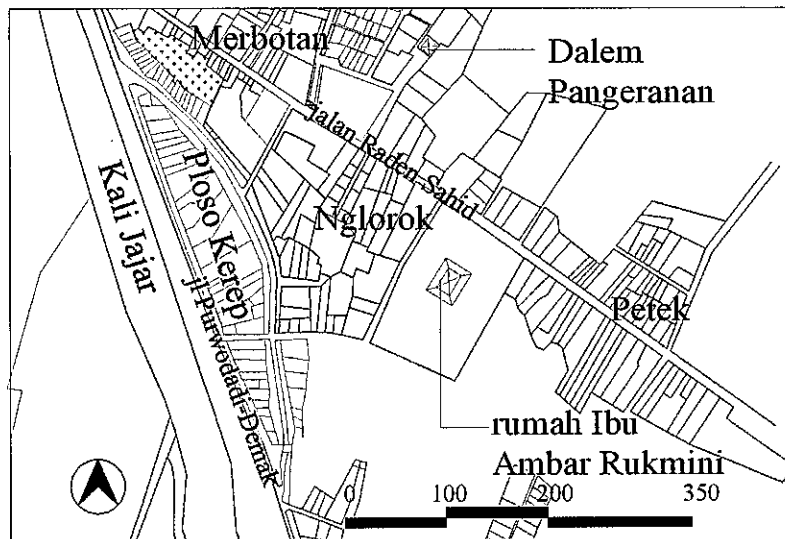 Merbotan
Dalem
Pangeranan
jalan Raden Sahid
Ploso Kerep
Kali Jajar
Nglorok
jl Purwodadi-Demak
Petek
rumah Ibu
Ambar Rukmini
0 100 200 350